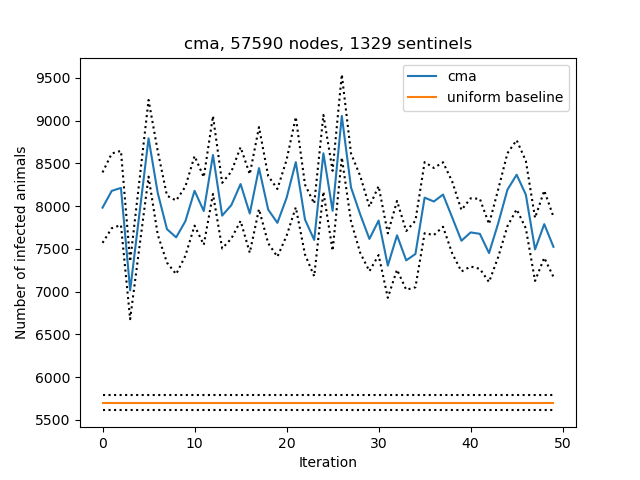 cma, 57590 nodes, 1329 sentinels
cma
uniform baseline
Number of infected animals
9500
9000
8500
8000
7500
7000
6500
6000
5500
0 10 20 30 40 50
Iteration